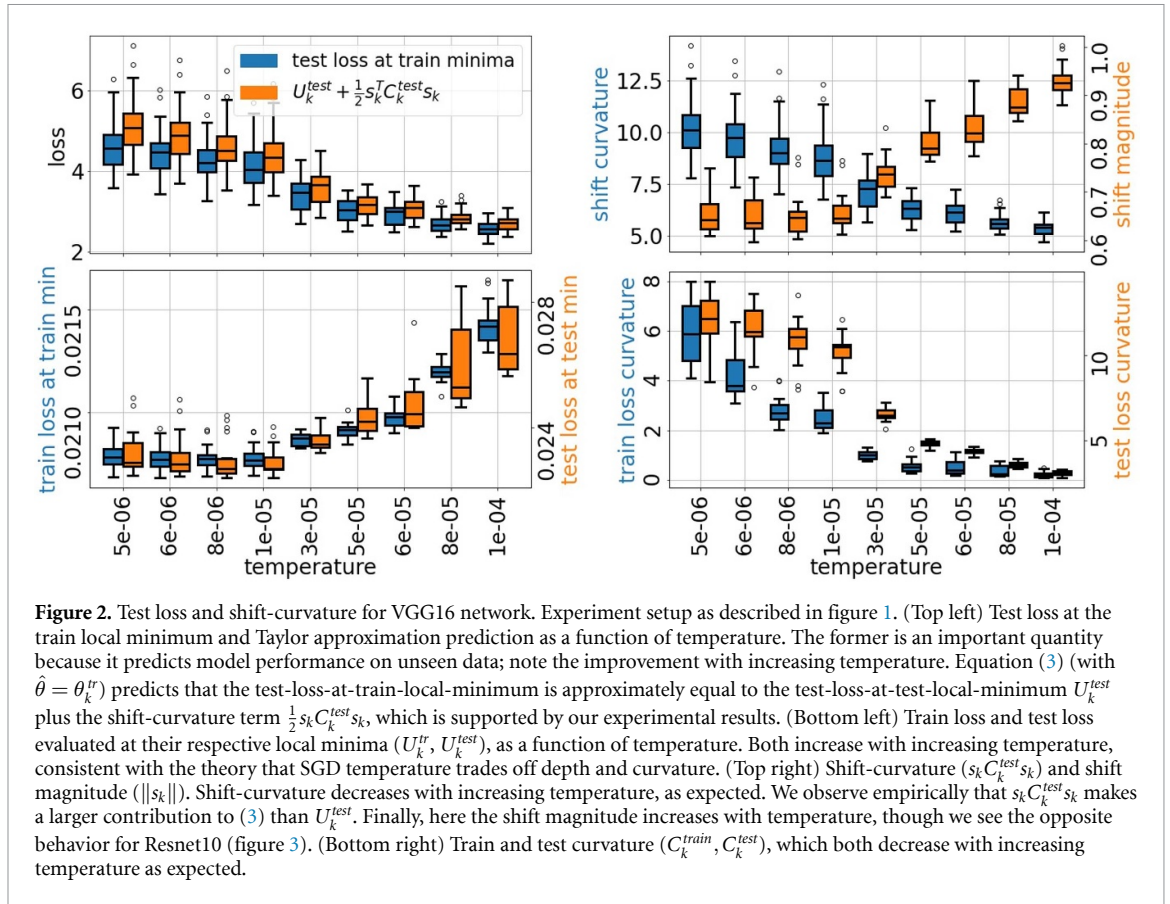 test loss at train minima
U_k^{test} + \frac{1}{2}s_k^T C_k^{test} s_k
loss
6
4
2
shift curvature
12.5
10.0
7.5
5.0
1.0
0.9
0.8
0.7
0.6
shift magnitude
train loss at train min
0.0215
0.0210
0.028
0.024
test loss at test min
5e-06
6e-06
8e-06
1e-05
3e-05
5e-05
6e-05
8e-05
1e-04
temperature
train loss curvature
8
6
4
2
0
10
5
test loss curvature
5e-06
6e-06
8e-06
1e-05
3e-05
5e-05
6e-05
8e-05
1e-04
temperature
Figure 2. Test loss and shift-curvature for VGG16 network. Experiment setup as described in figure 1. (Top left) Test loss at the
train local minimum and Taylor approximation prediction as a function of temperature. The former is an important quantity
because it predicts model performance on unseen data; note the improvement with increasing temperature. Equation (3) (with
\hat{θ} = θ_k^{tr}) predicts that the test-loss-at-train-local-minimum is approximately equal to the test-loss-at-test-local-minimum U_k^{test}
plus the shift-curvature term \frac{1}{2}s_k C_k^{test} s_k, which is supported by our experimental results. (Bottom left) Train loss and test loss
evaluated at their respective local minima (U_k^{tr}, U_k^{test}), as a function of temperature. Both increase with increasing temperature,
consistent with the theory that SGD temperature trades off depth and curvature. (Top right) Shift-curvature (s_k C_k^{test} s_k) and shift
magnitude (‖s_k‖). Shift-curvature decreases with increasing temperature, as expected. We observe empirically that s_k C_k^{test} s_k makes
a larger contribution to (3) than U_k^{test}. Finally, here the shift magnitude increases with temperature, though we see the opposite
behavior for Resnet10 (figure 3). (Bottom right) Train and test curvature (C_k^{train}, C_k^{test}), which both decrease with increasing
temperature as expected.